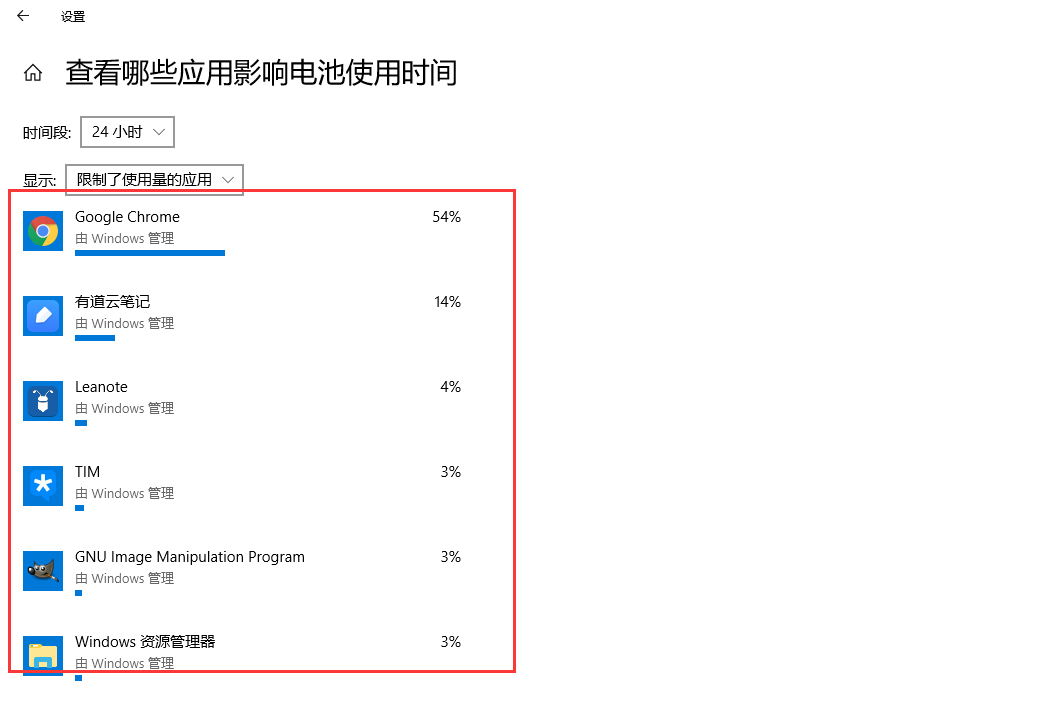 设置
查看哪些应用影响电池使用时间
时间段: 24 小时
显示: 限制了使用量的应用
Google Chrome 54%
由 Windows 管理
有道云笔记 14%
由 Windows 管理
Leanote 4%
由 Windows 管理
TIM 3%
由 Windows 管理
GNU Image Manipulation Program 3%
由 Windows 管理
Windows 资源管理器 3%
由 Windows 管理